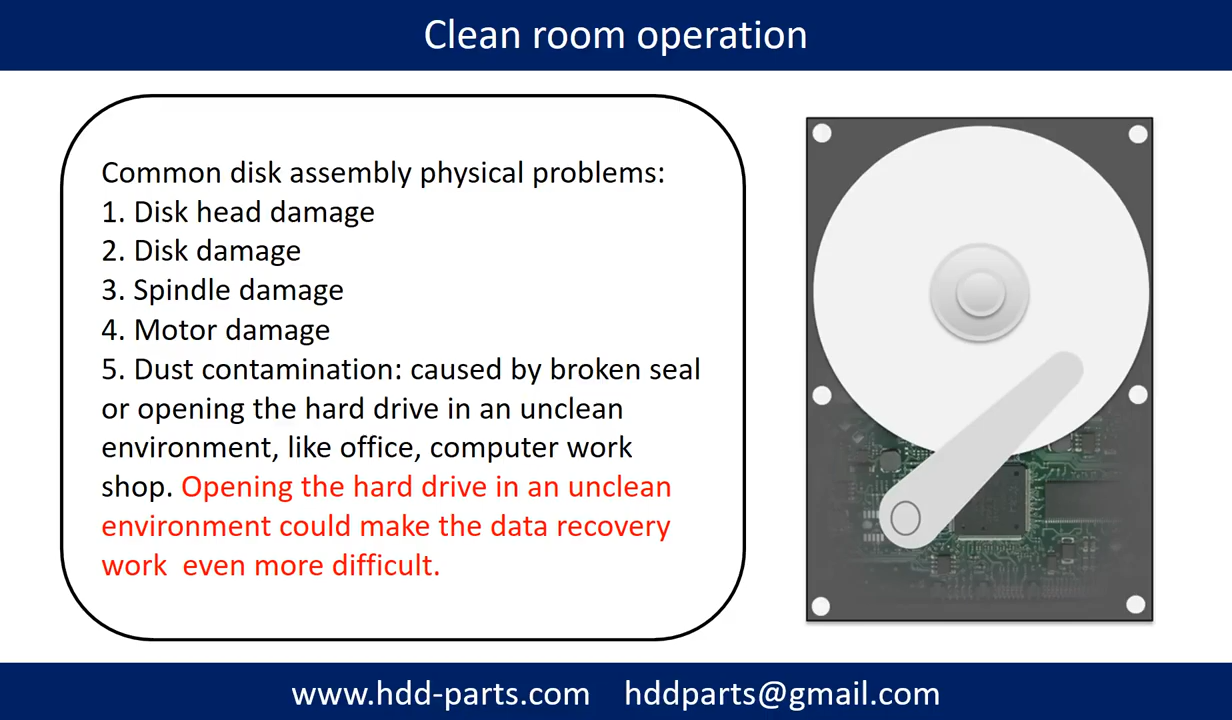 Clean room operation
Common disk assembly physical problems:
1. Disk head damage
2. Disk damage
3. Spindle damage
4. Motor damage
5. Dust contamination: caused by broken seal
or opening the hard drive in an unclean
environment, like office, computer work
shop. Opening the hard drive in an unclean
environment could make the data recovery
work  even more difficult.
www.hdd-parts.com    hddparts@gmail.com